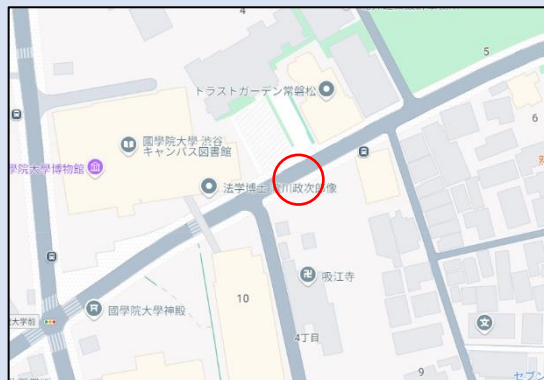 4
5
トラストガーデン常磐松
6
國學院大學 渋谷
キャンパス図書館
學院大學博物館
法学博士 川政次郎像
吸江寺
10
國學院大學神殿
大学前
4丁目
9
文
セブン